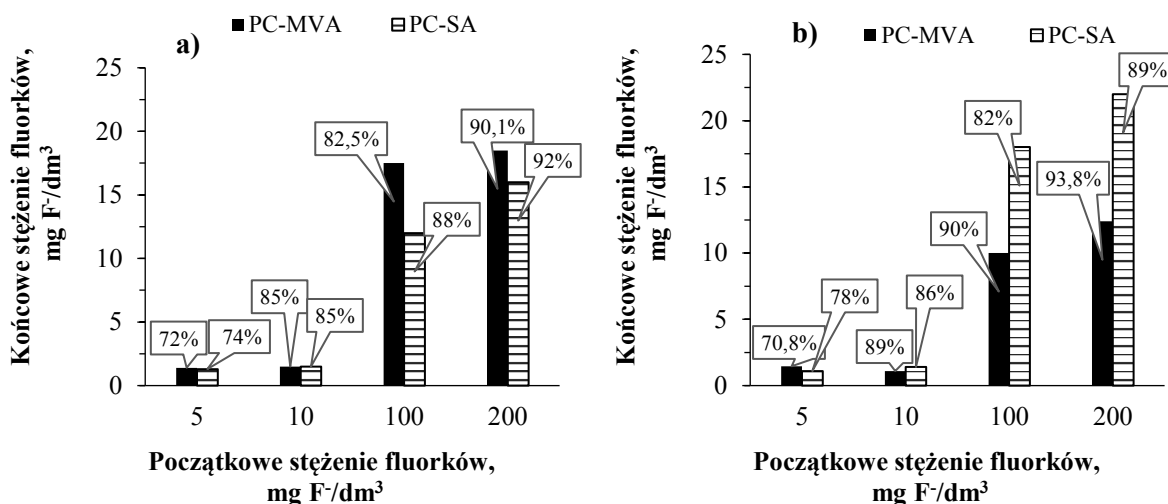 a)
PC-MVA
PC-SA
Końcowe stężenie fluorków,
mg F⁻/dm³
25
20
15
10
5
0
72%
74%
85%
85%
82,5%
88%
90,1%
92%
5
10
100
200
Początkowe stężenie fluorków,
mg F⁻/dm³
b)
PC-MVA
PC-SA
Końcowe stężenie fluorków,
mg F⁻/dm³
25
20
15
10
5
0
70,8%
78%
89%
86%
90%
82%
93,8%
89%
5
10
100
200
Początkowe stężenie fluorków,
mg F⁻/dm³